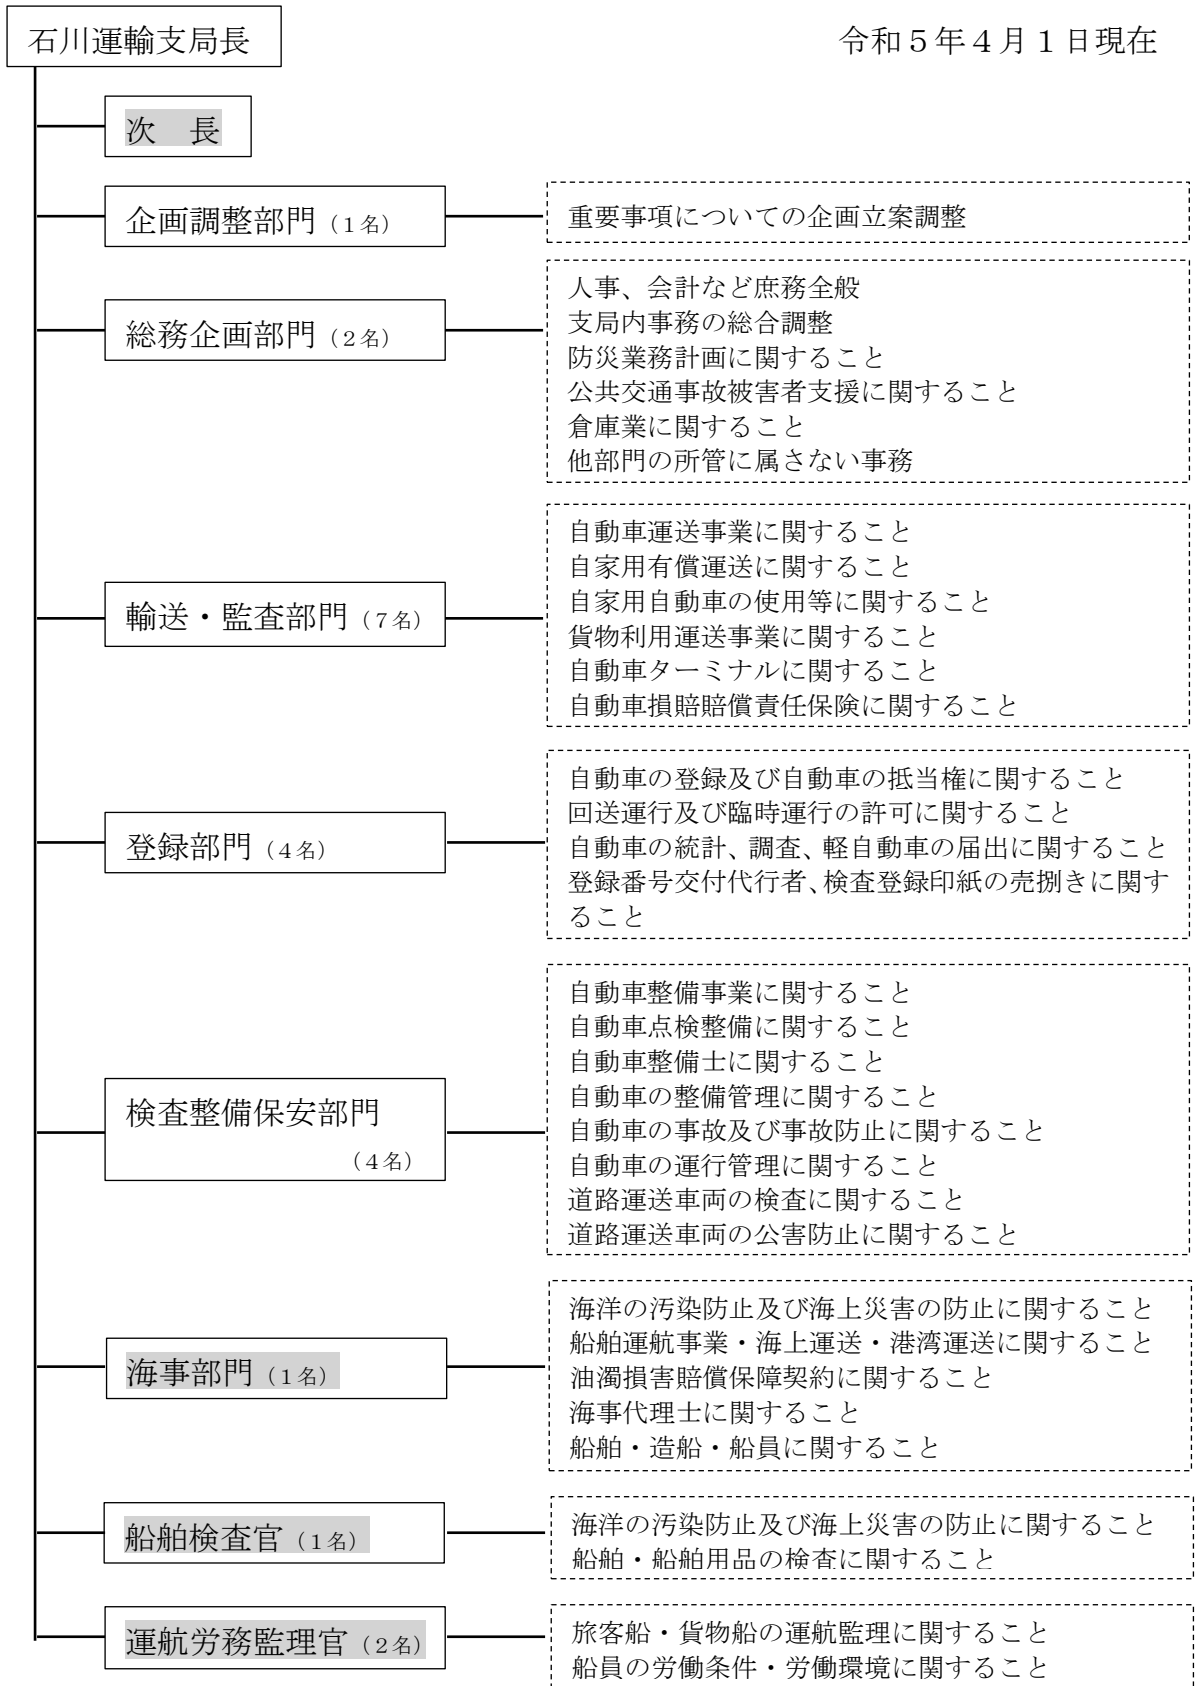 石川運輸支局長
令和５年４月１日現在
次　長
企画調整部門（１名）
重要事項についての企画立案調整
総務企画部門（２名）
人事、会計など庶務全般
支局内事務の総合調整
防災業務計画に関すること
公共交通事故被害者支援に関すること
倉庫業に関すること
他部門の所管に属さない事務
輸送・監査部門（７名）
自動車運送事業に関すること
自家用有償運送に関すること
自家用自動車の使用等に関すること
貨物利用運送事業に関すること
自動車ターミナルに関すること
自動車損賠賠償責任保険に関すること
登録部門（４名）
自動車の登録及び自動車の抵当権に関すること
回送運行及び臨時運行の許可に関すること
自動車の統計、調査、軽自動車の届出に関すること
登録番号交付代行者、検査登録印紙の売捌きに関す
ること
検査整備保安部門
（４名）
自動車整備事業に関すること
自動車点検整備に関すること
自動車整備士に関すること
自動車の整備管理に関すること
自動車の事故及び事故防止に関すること
自動車の運行管理に関すること
道路運送車両の検査に関すること
道路運送車両の公害防止に関すること
海事部門（１名）
海洋の汚染防止及び海上災害の防止に関すること
船舶運航事業・海上運送・港湾運送に関すること
油濁損害賠償保障契約に関すること
海事代理士に関すること
船舶・造船・船員に関すること
船舶検査官（１名）
海洋の汚染防止及び海上災害の防止に関すること
船舶・船舶用品の検査に関すること
運航労務監理官（２名）
旅客船・貨物船の運航監理に関すること
船員の労働条件・労働環境に関すること